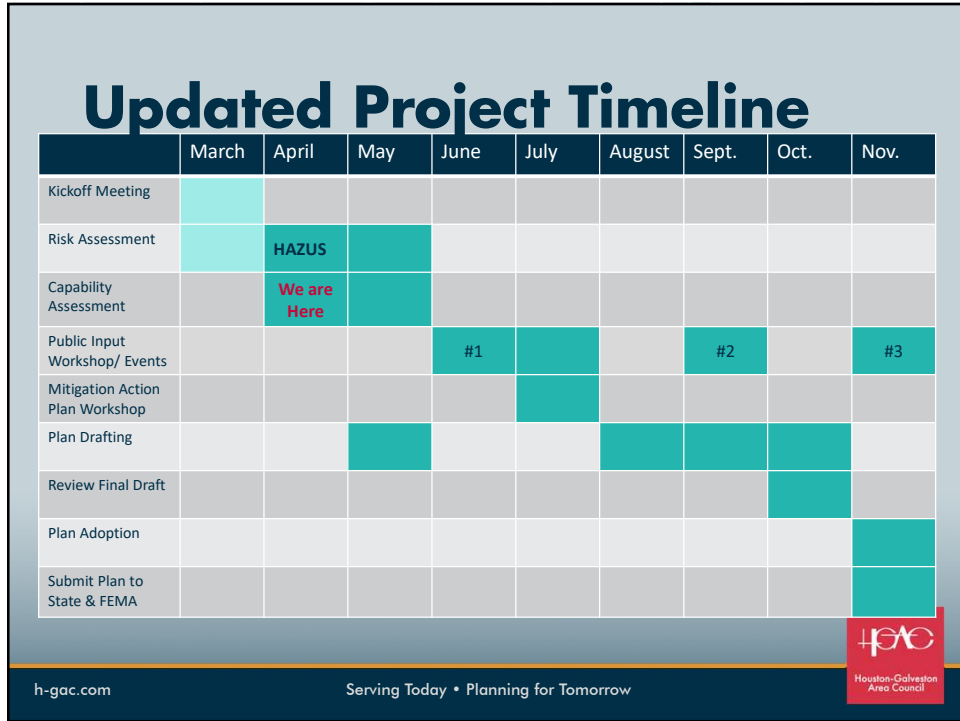 Updated Project Timeline
March April May June July August Sept. Oct. Nov.
Kickoff Meeting
Risk Assessment HAZUS
Capability
Assessment
We are
Here
Public Input
Workshop/ Events
#1 #2 #3
Mitigation Action
Plan Workshop
Plan Drafting
Review Final Draft
Plan Adoption
Submit Plan to
State & FEMA
HGAC
Houston-Galveston
Area Council
h-gac.com Serving Today • Planning for Tomorrow